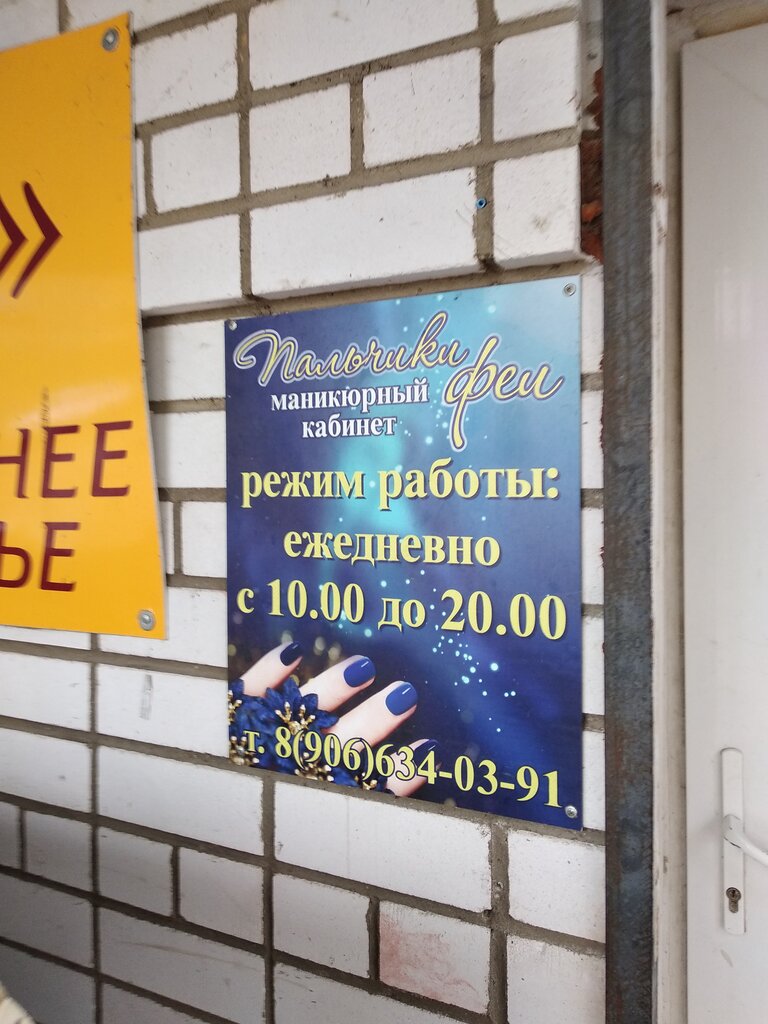 »
НЕЕ
ЬЕ
Пальчики
феи
маникюрный
кабинет
режим работы:
ежедневно
с 10.00 до 20.00
т. 8(906)634-03-91